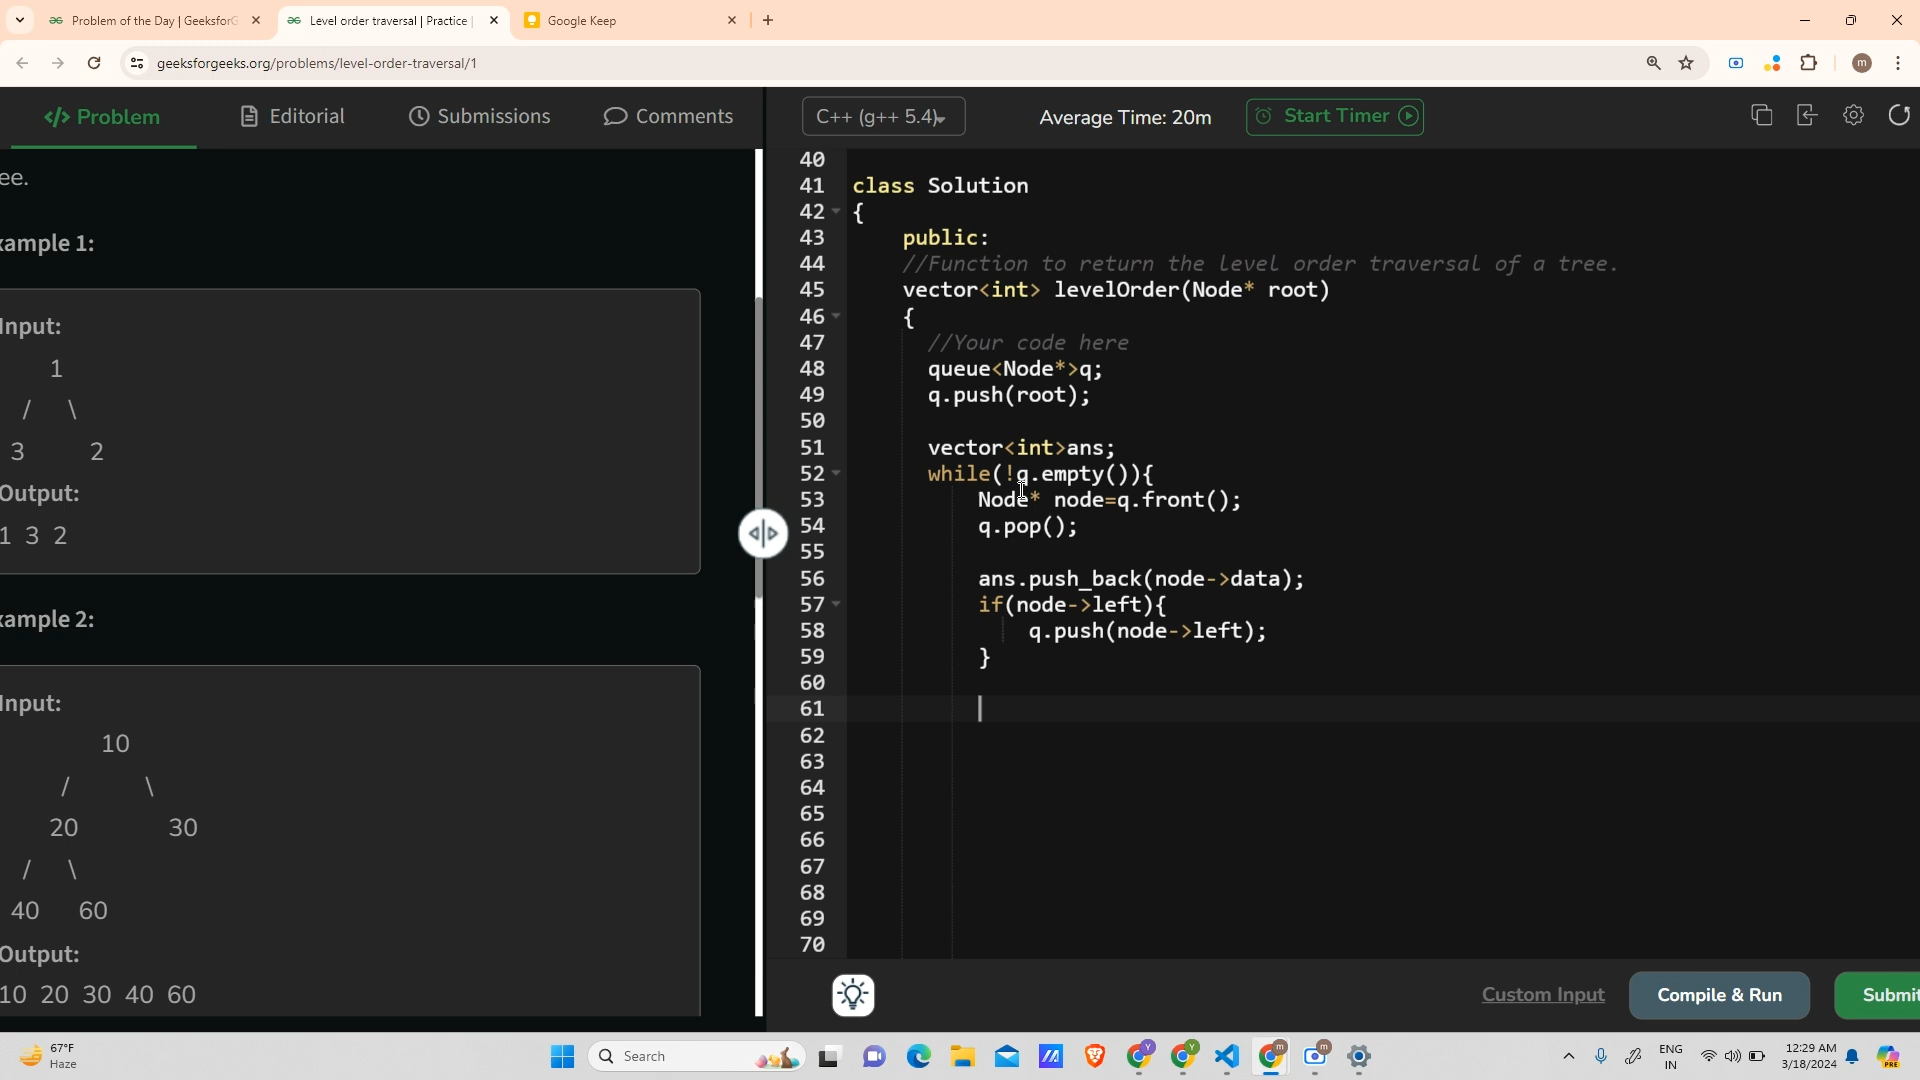 Problem of the Day | GeeksforG
Level order traversal | Practice |
Google Keep
geeksforgeeks.org/problems/level-order-traversal/1
m
</> Problem
Editorial
Submissions
Comments
C++ (g++ 5.4)
Average Time: 20m
Start Timer
ee.
xample 1:
Input:
1
/ \
3 2
Output:
1 3 2
xample 2:
Input:
10
/ \
20 30
/ \
40 60
Output:
10 20 30 40 60
40
41 class Solution
42 {
43 public:
44 //Function to return the level order traversal of a tree.
45 vector<int> levelOrder(Node* root)
46 {
47 //Your code here
48 queue<Node*>q;
49 q.push(root);
50
51 vector<int>ans;
52 while(!q.empty()){
53 Node* node=q.front();
54 q.pop();
55
56 ans.push_back(node->data);
57 if(node->left){
58 q.push(node->left);
59 }
60
61
62
63
64
65
66
67
68
69
70
Custom Input
Compile & Run
Submit
67°F
Haze
Search
ENG
IN
12:29 AM
3/18/2024
PRE